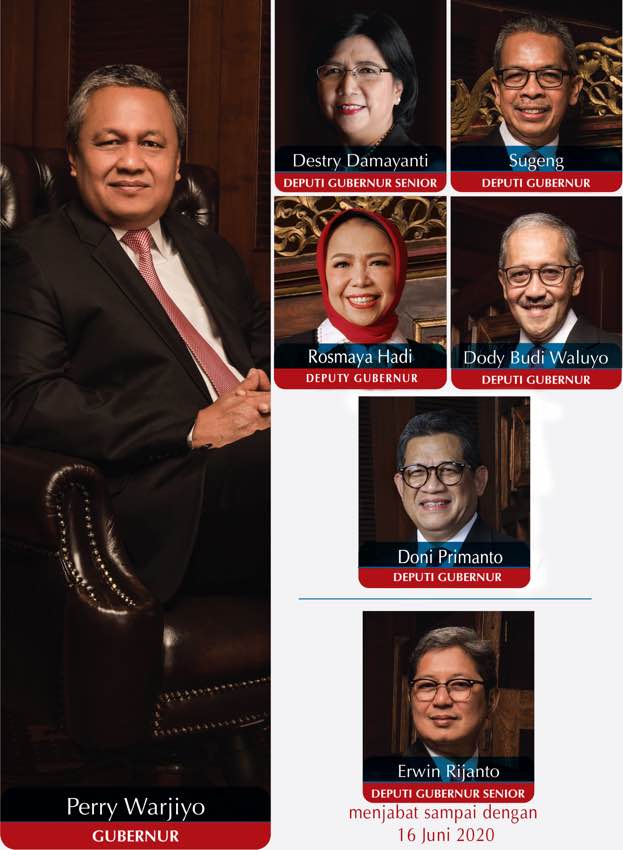 Perry Warjiyo
GUBERNUR
Destry Damayanti
DEPUTI GUBERNUR SENIOR
Sugeng
DEPUTI GUBERNUR
Rosmaya Hadi
DEPUTY GUBERNUR
Dody Budi Waluyo
DEPUTI GUBERNUR
Doni Primanto
DEPUTI GUBERNUR
Erwin Rijanto
DEPUTI GUBERNUR SENIOR
menjabat sampai dengan
16 Juni 2020